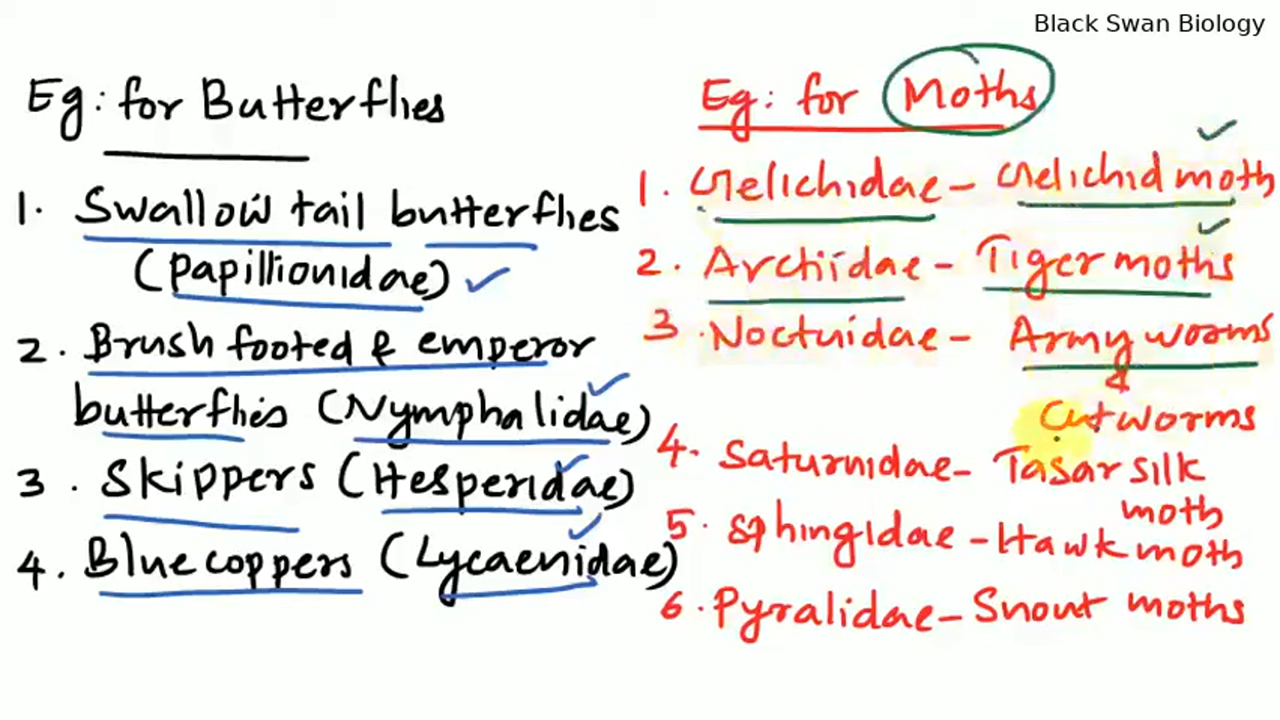 Black Swan Biology
Eg: for Butterflies
1. Swallow tail butterflies
(Papillionidae)
2. Brush footed & emperor
butterflies (Nymphalidae)
3. Skippers (Hesperidae)
4. Blue coppers (Lycaenidae)
Eg: for Moths
1. Gelichidae - Gelichid moth
2. Archiidae - Tiger moths
3. Noctuidae - Army worms
&
Cutworms
4. Saturnidae - Tasar silk
moth
5. Sphingidae - Hawk moth
6. Pyralidae - Snout moths